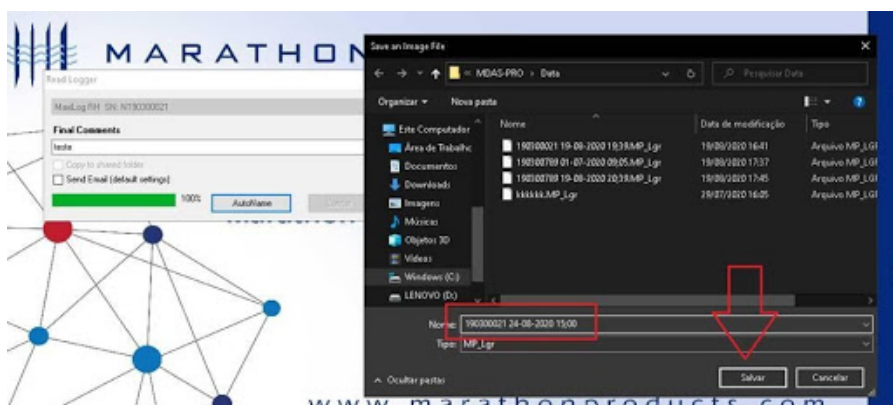 MARATHON
Read Logger
MaxiLog RH SN: N190300021
Final Comments
teste
Copy to shared folder
Send Email (default settings)
100%
AutoName
Cancel
Save an Image File
« MDAS-PRO › Data
Pesquisar Data
Organizar
Nova pasta
Este Computador
Área de Trabalho
Documentos
Downloads
Imagens
Músicas
Objetos 3D
Vídeos
Windows (C:)
LENOVO (D:)
Nome
Data de modificação
Tipo
190300021 19-08-2020 19;39.MP_Lgr
19/08/2020 16:41
Arquivo MP_LGR
190300789 01-07-2020 09;05.MP_Lgr
19/08/2020 17:37
Arquivo MP_LGR
190300789 19-08-2020 20;39.MP_Lgr
19/08/2020 17:45
Arquivo MP_LGR
kkkkkk.MP_Lgr
29/07/2020 16:05
Arquivo MP_LGR
Nome: 190300021 24-08-2020 15;00
Tipo: MP_Lgr
Ocultar pastas
Salvar
Cancelar
www.marathonproducts.com